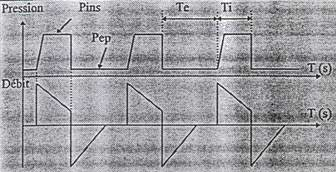 Pression Pins Te Ti
Pep
T (s)
Débit
T (s)